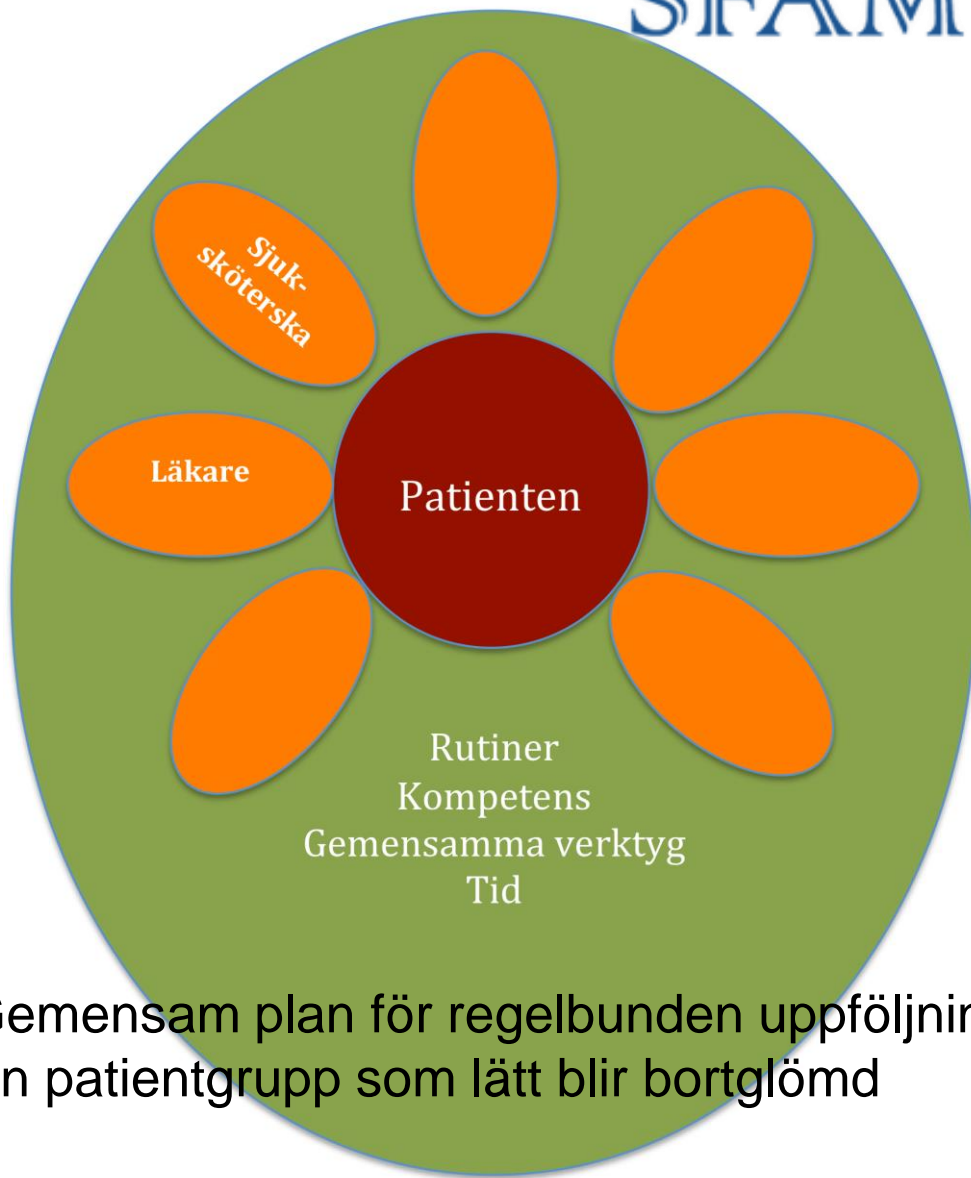 SFAM
Sjuk-
sköterska
Läkare
Patienten
Rutiner
Kompetens
Gemensamma verktyg
Tid
Gemensam plan för regelbunden uppföljnin
n patientgrupp som lätt blir bortglömd